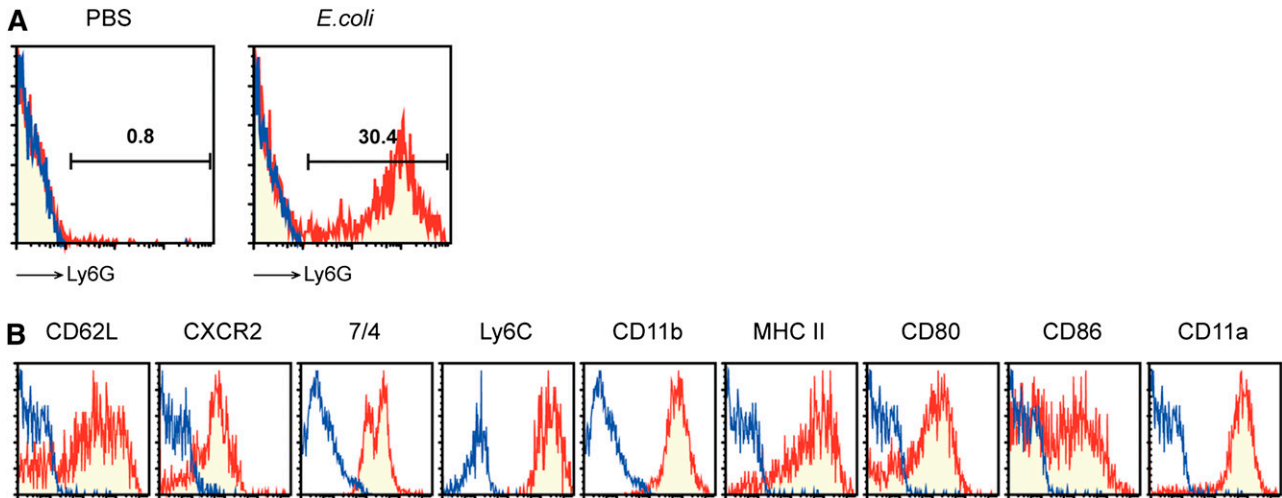 A
PBS
E.coli
0.8
30.4
Ly6G
Ly6G
B
CD62L
CXCR2
7/4
Ly6C
CD11b
MHC II
CD80
CD86
CD11a